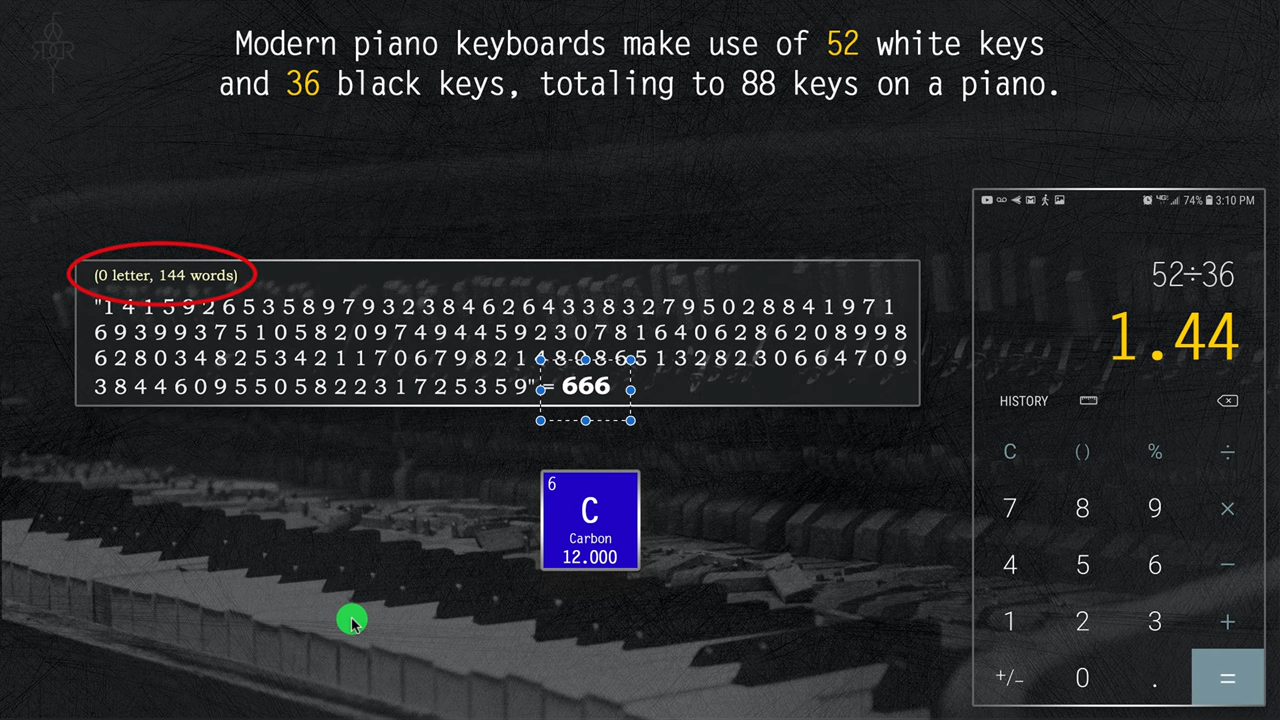 Modern piano keyboards make use of 52 white keys
and 36 black keys, totaling to 88 keys on a piano.
74% 3:10 PM
52÷36
1.44
(0 letter, 144 words)
"1 4 1 5 9 2 6 5 3 5 8 9 7 9 3 2 3 8 4 6 2 6 4 3 3 8 3 2 7 9 5 0 2 8 8 4 1 9 7 1
6 9 3 9 9 3 7 5 1 0 5 8 2 0 9 7 4 9 4 4 5 9 2 3 0 7 8 1 6 4 0 6 2 8 6 2 0 8 9 9 8
6 2 8 0 3 4 8 2 5 3 4 2 1 1 7 0 6 7 9 8 2 1 4 8 0 8 6 5 1 3 2 8 2 3 0 6 6 4 7 0 9
3 8 4 4 6 0 9 5 5 0 5 8 2 2 3 1 7 2 5 3 5 9" = 666
HISTORY
C ( ) % ÷
7 8 9 ×
4 5 6 −
1 2 3 +
+/− 0 . =
6
C
Carbon
12.000